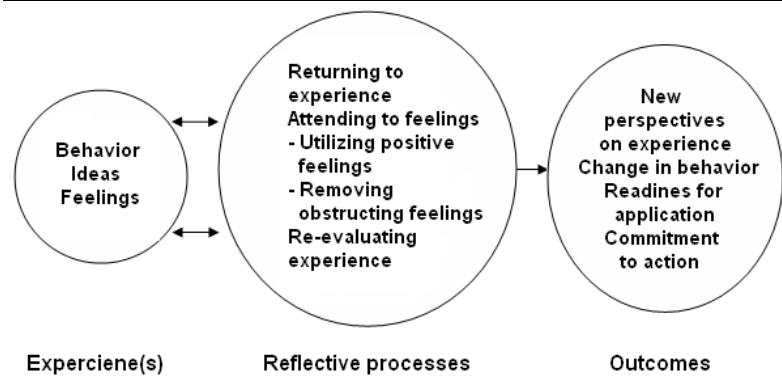 Behavior
Ideas
Feelings
Returning to
experience
Attending to feelings
- Utilizing positive
feelings
- Removing
obstructing feelings
Re-evaluating
experience
New
perspectives
on experience
Change in behavior
Readines for
application
Commitment
to action
Experciene(s)
Reflective processes
Outcomes